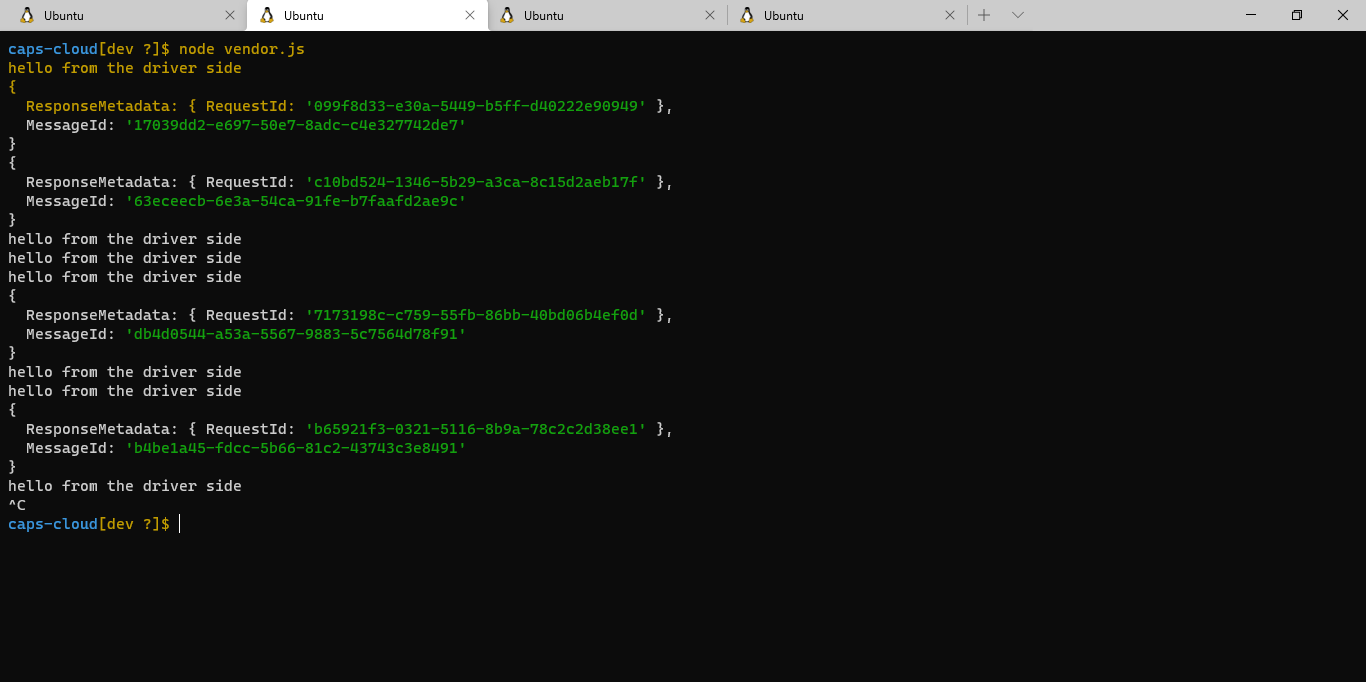 Ubuntu
Ubuntu
Ubuntu
Ubuntu
caps-cloud[dev ?]$ node vendor.js
hello from the driver side
{
  ResponseMetadata: { RequestId: '099f8d33-e30a-5449-b5ff-d40222e90949' },
  MessageId: '17039dd2-e697-50e7-8adc-c4e327742de7'
}
{
  ResponseMetadata: { RequestId: 'c10bd524-1346-5b29-a3ca-8c15d2aeb17f' },
  MessageId: '63eceecb-6e3a-54ca-91fe-b7faafd2ae9c'
}
hello from the driver side
hello from the driver side
hello from the driver side
{
  ResponseMetadata: { RequestId: '7173198c-c759-55fb-86bb-40bd06b4ef0d' },
  MessageId: 'db4d0544-a53a-5567-9883-5c7564d78f91'
}
hello from the driver side
hello from the driver side
{
  ResponseMetadata: { RequestId: 'b65921f3-0321-5116-8b9a-78c2c2d38ee1' },
  MessageId: 'b4be1a45-fdcc-5b66-81c2-43743c3e8491'
}
hello from the driver side
^C
caps-cloud[dev ?]$